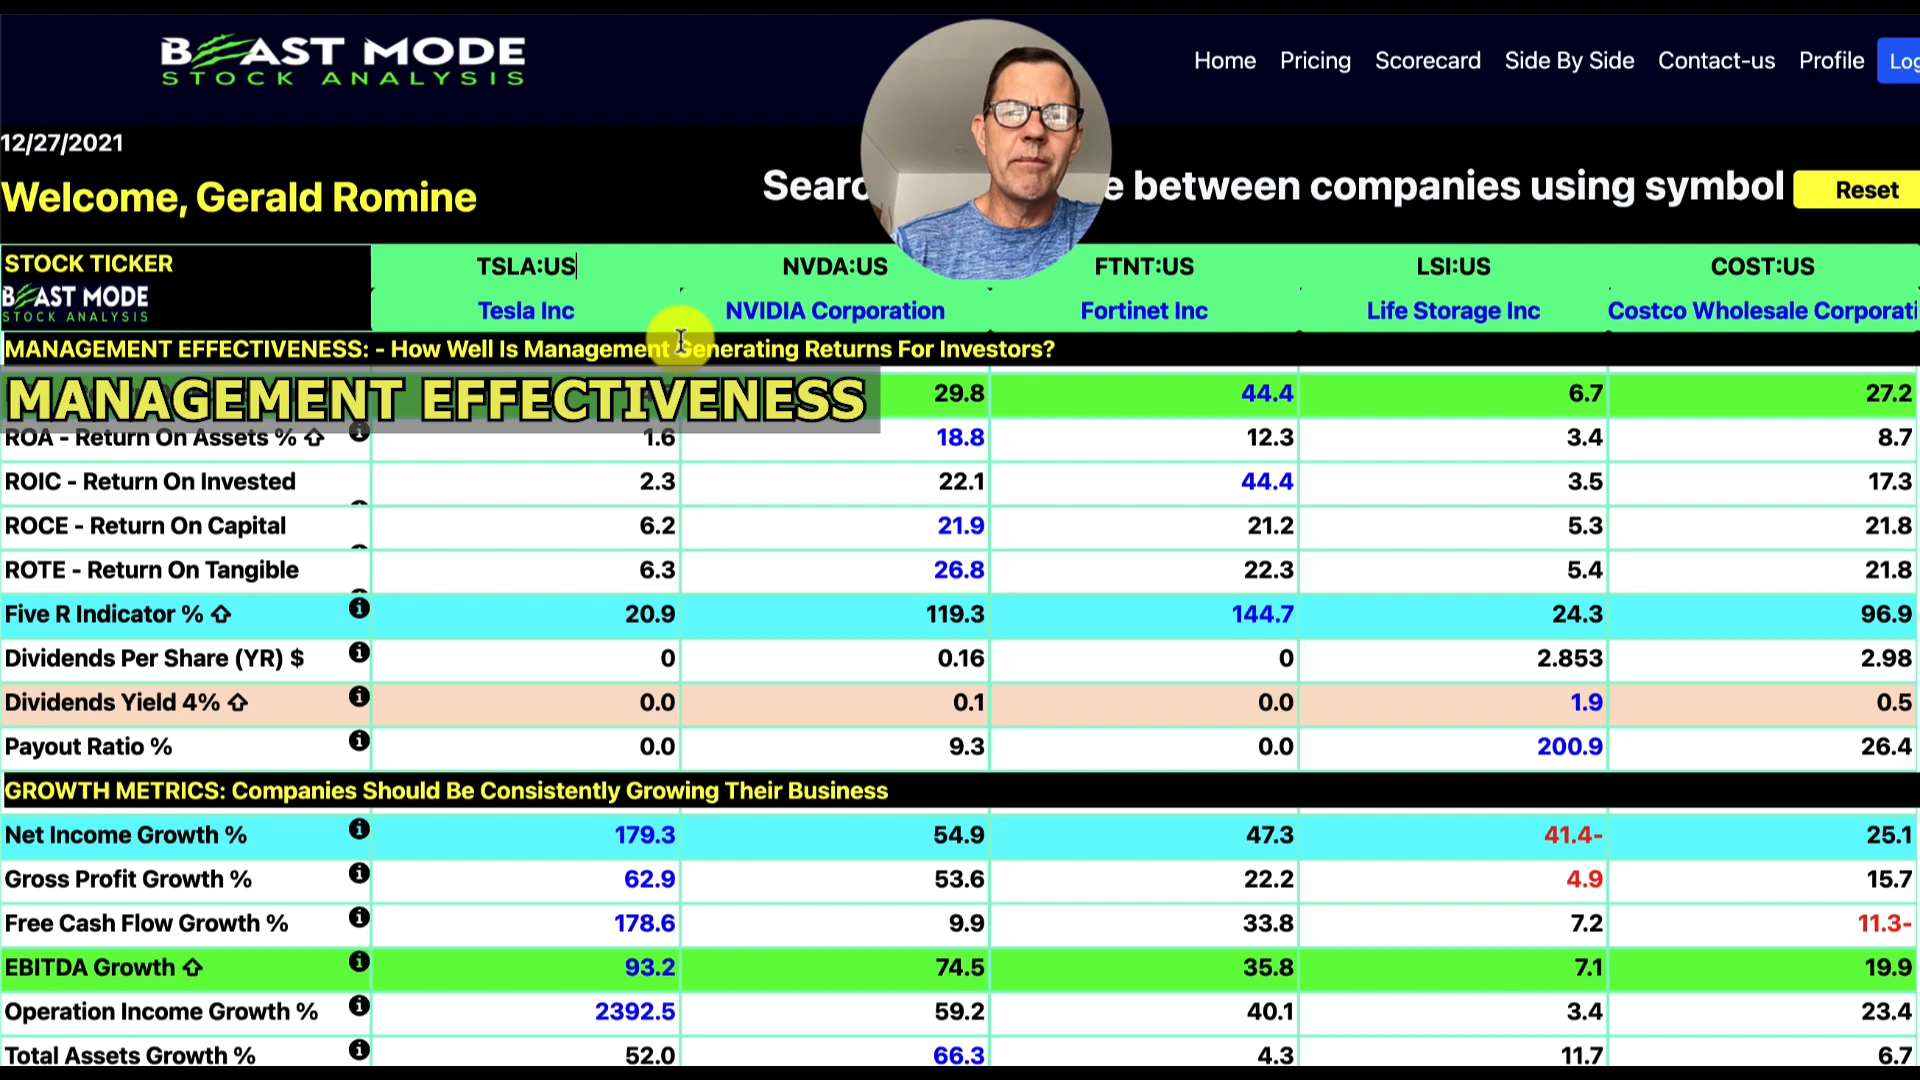 BEAST MODE
STOCK ANALYSIS
Home Pricing Scorecard Side By Side Contact-us Profile Log
12/27/2021
Welcome, Gerald Romine
Searc e between companies using symbol Reset
STOCK TICKER TSLA:US NVDA:US FTNT:US LSI:US COST:US
BEAST MODE
STOCK ANALYSIS
Tesla Inc NVIDIA Corporation Fortinet Inc Life Storage Inc Costco Wholesale Corporati
MANAGEMENT EFFECTIVENESS: - How Well Is Management Generating Returns For Investors?
MANAGEMENT EFFECTIVENESS 29.8 44.4 6.7 27.2
ROA - Return On Assets % 1.6 18.8 12.3 3.4 8.7
ROIC - Return On Invested 2.3 22.1 44.4 3.5 17.3
ROCE - Return On Capital 6.2 21.9 21.2 5.3 21.8
ROTE - Return On Tangible 6.3 26.8 22.3 5.4 21.8
Five R Indicator % 20.9 119.3 144.7 24.3 96.9
Dividends Per Share (YR) $ 0 0.16 0 2.853 2.98
Dividends Yield 4% 0.0 0.1 0.0 1.9 0.5
Payout Ratio % 0.0 9.3 0.0 200.9 26.4
GROWTH METRICS: Companies Should Be Consistently Growing Their Business
Net Income Growth % 179.3 54.9 47.3 41.4- 25.1
Gross Profit Growth % 62.9 53.6 22.2 4.9 15.7
Free Cash Flow Growth % 178.6 9.9 33.8 7.2 11.3-
EBITDA Growth 93.2 74.5 35.8 7.1 19.9
Operation Income Growth % 2392.5 59.2 40.1 3.4 23.4
Total Assets Growth % 52.0 66.3 4.3 11.7 6.7